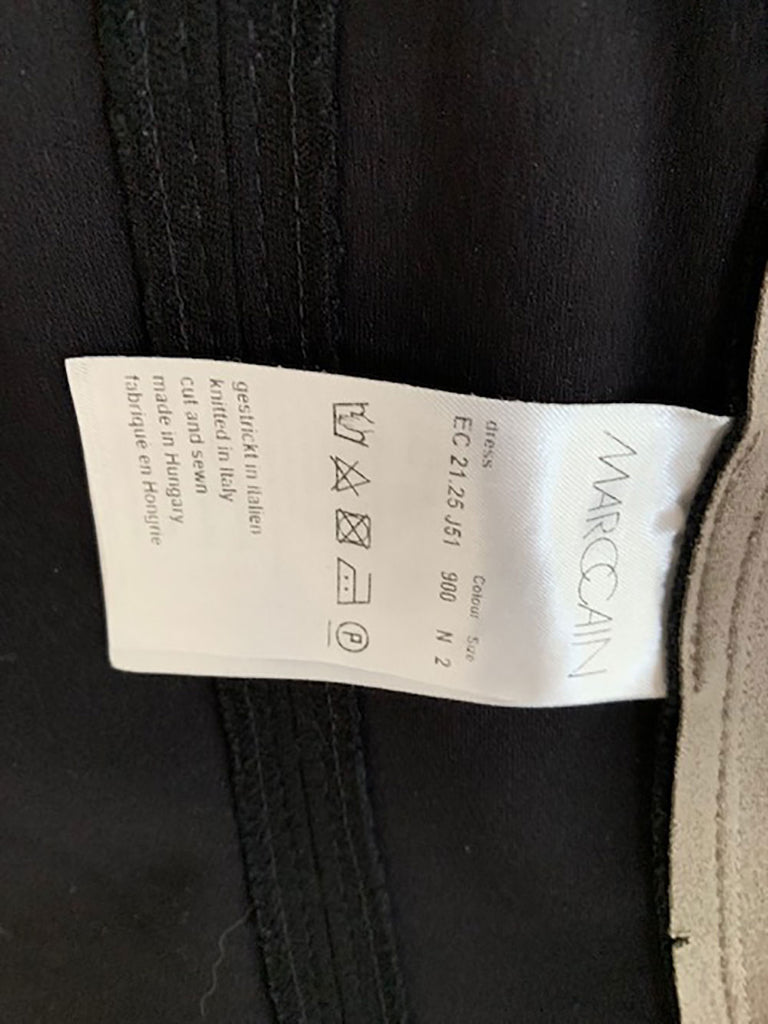 MARCCAIN
dress Colour Size
EC 21.25 J51 900 N 2
P
gestrickt in Italien
knitted in Italy
cut and sewn
made in Hungary
fabriqué en Hongrie